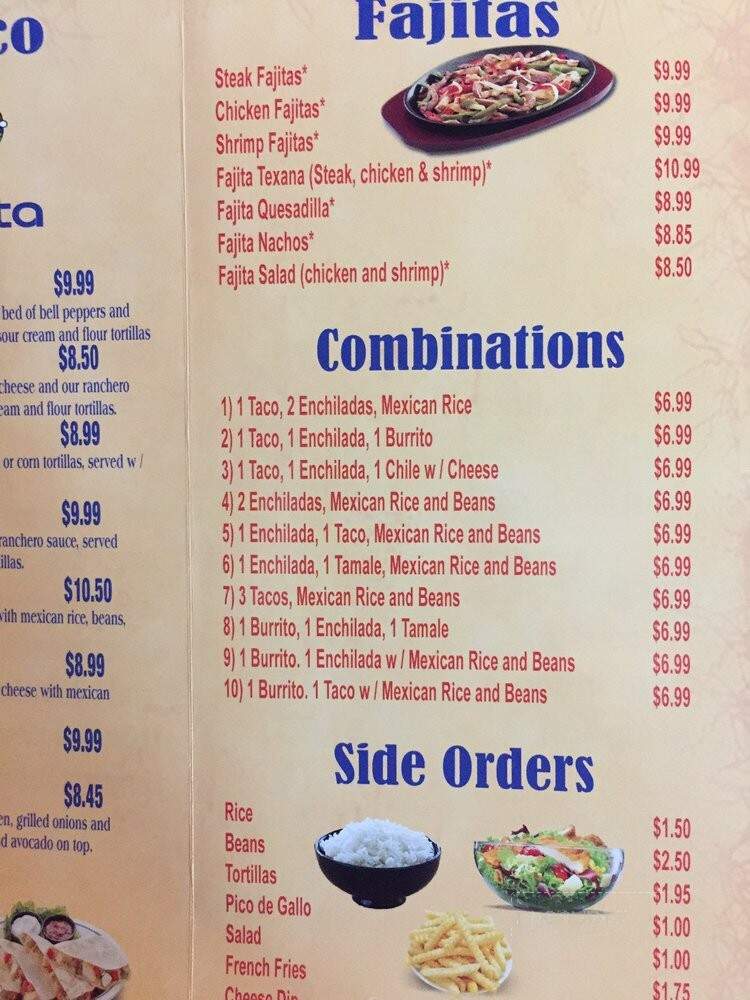 co
ta
$9.99
bed of bell peppers and
sour cream and flour tortillas
$8.50
cheese and our ranchero
eam and flour tortillas.
$8.99
or corn tortillas, served w /
$9.99
ranchero sauce, served
illas.
$10.50
with mexican rice, beans,
$8.99
cheese with mexican
$9.99
$8.45
en, grilled onions and
d avocado on top.
Fajitas
Steak Fajitas* $9.99
Chicken Fajitas* $9.99
Shrimp Fajitas* $9.99
Fajita Texana (Steak, chicken & shrimp)* $10.99
Fajita Quesadilla* $8.99
Fajita Nachos* $8.85
Fajita Salad (chicken and shrimp)* $8.50
Combinations
1) 1 Taco, 2 Enchiladas, Mexican Rice $6.99
2) 1 Taco, 1 Enchilada, 1 Burrito $6.99
3) 1 Taco, 1 Enchilada, 1 Chile w / Cheese $6.99
4) 2 Enchiladas, Mexican Rice and Beans $6.99
5) 1 Enchilada, 1 Taco, Mexican Rice and Beans $6.99
6) 1 Enchilada, 1 Tamale, Mexican Rice and Beans $6.99
7) 3 Tacos, Mexican Rice and Beans $6.99
8) 1 Burrito, 1 Enchilada, 1 Tamale $6.99
9) 1 Burrito. 1 Enchilada w / Mexican Rice and Beans $6.99
10) 1 Burrito. 1 Taco w / Mexican Rice and Beans $6.99
Side Orders
Rice $1.50
Beans $2.50
Tortillas $1.95
Pico de Gallo $1.00
Salad $1.00
French Fries $1.75
Cheese Dip